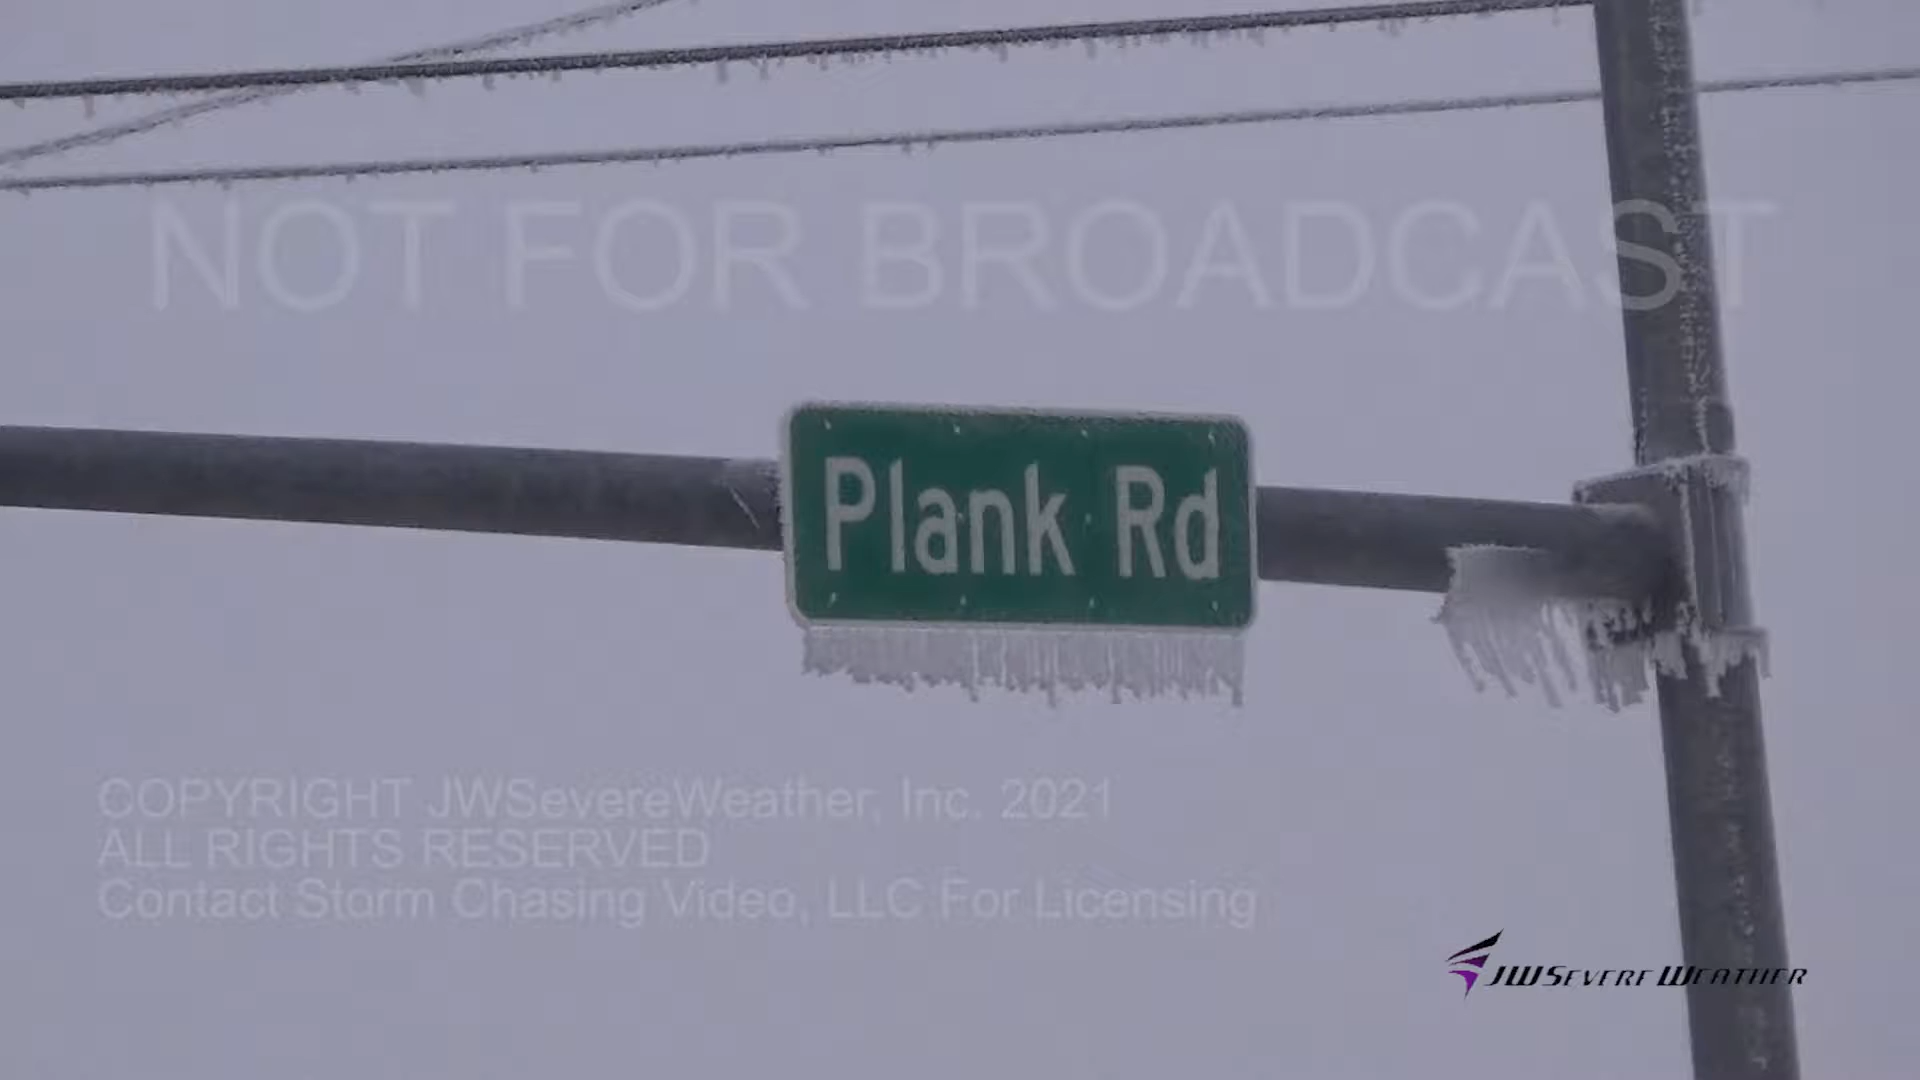 NOT FOR BROADCAST
Plank Rd
COPYRIGHT JWSevereWeather, Inc. 2021
ALL RIGHTS RESERVED
Contact Storm Chasing Video, LLC For Licensing
JWSEVERE WEATHER